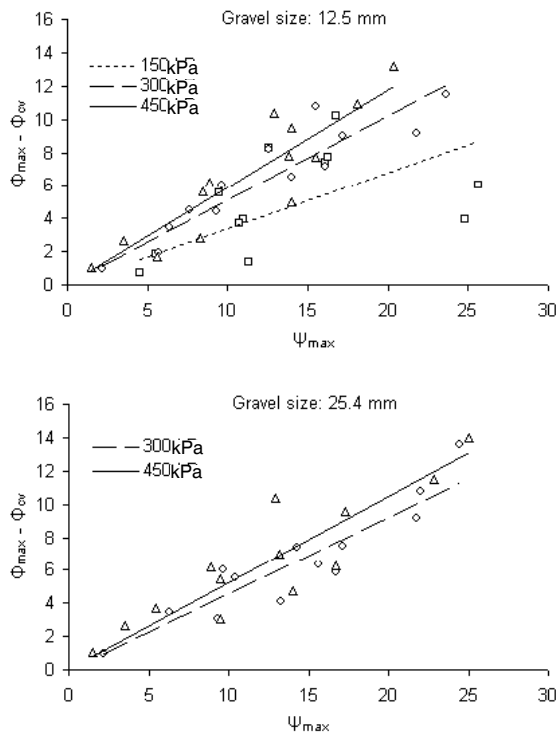 Gravel size: 12.5 mm
16
14
12
10
8
6
4
2
0
Φmax - Φcv
150kPa
300kPa
450kPa
0 5 10 15 20 25 30
Ψmax
Gravel size: 25.4 mm
16
14
12
10
8
6
4
2
0
Φmax - Φcv
300kPa
450kPa
0 5 10 15 20 25 30
Ψmax